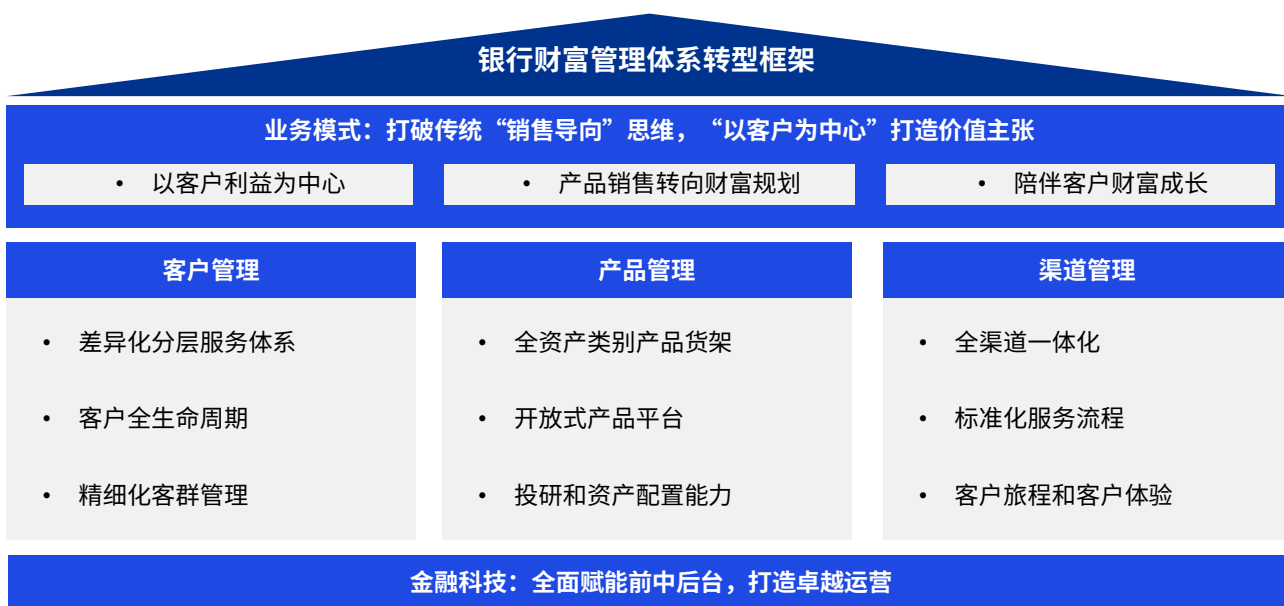 银行财富管理体系转型框架
业务模式：打破传统“销售导向”思维，“以客户为中心”打造价值主张
• 以客户利益为中心
• 产品销售转向财富规划
• 陪伴客户财富成长
客户管理
• 差异化分层服务体系
• 客户全生命周期
• 精细化客群管理
产品管理
• 全资产类别产品货架
• 开放式产品平台
• 投研和资产配置能力
渠道管理
• 全渠道一体化
• 标准化服务流程
• 客户旅程和客户体验
金融科技：全面赋能前中后台，打造卓越运营